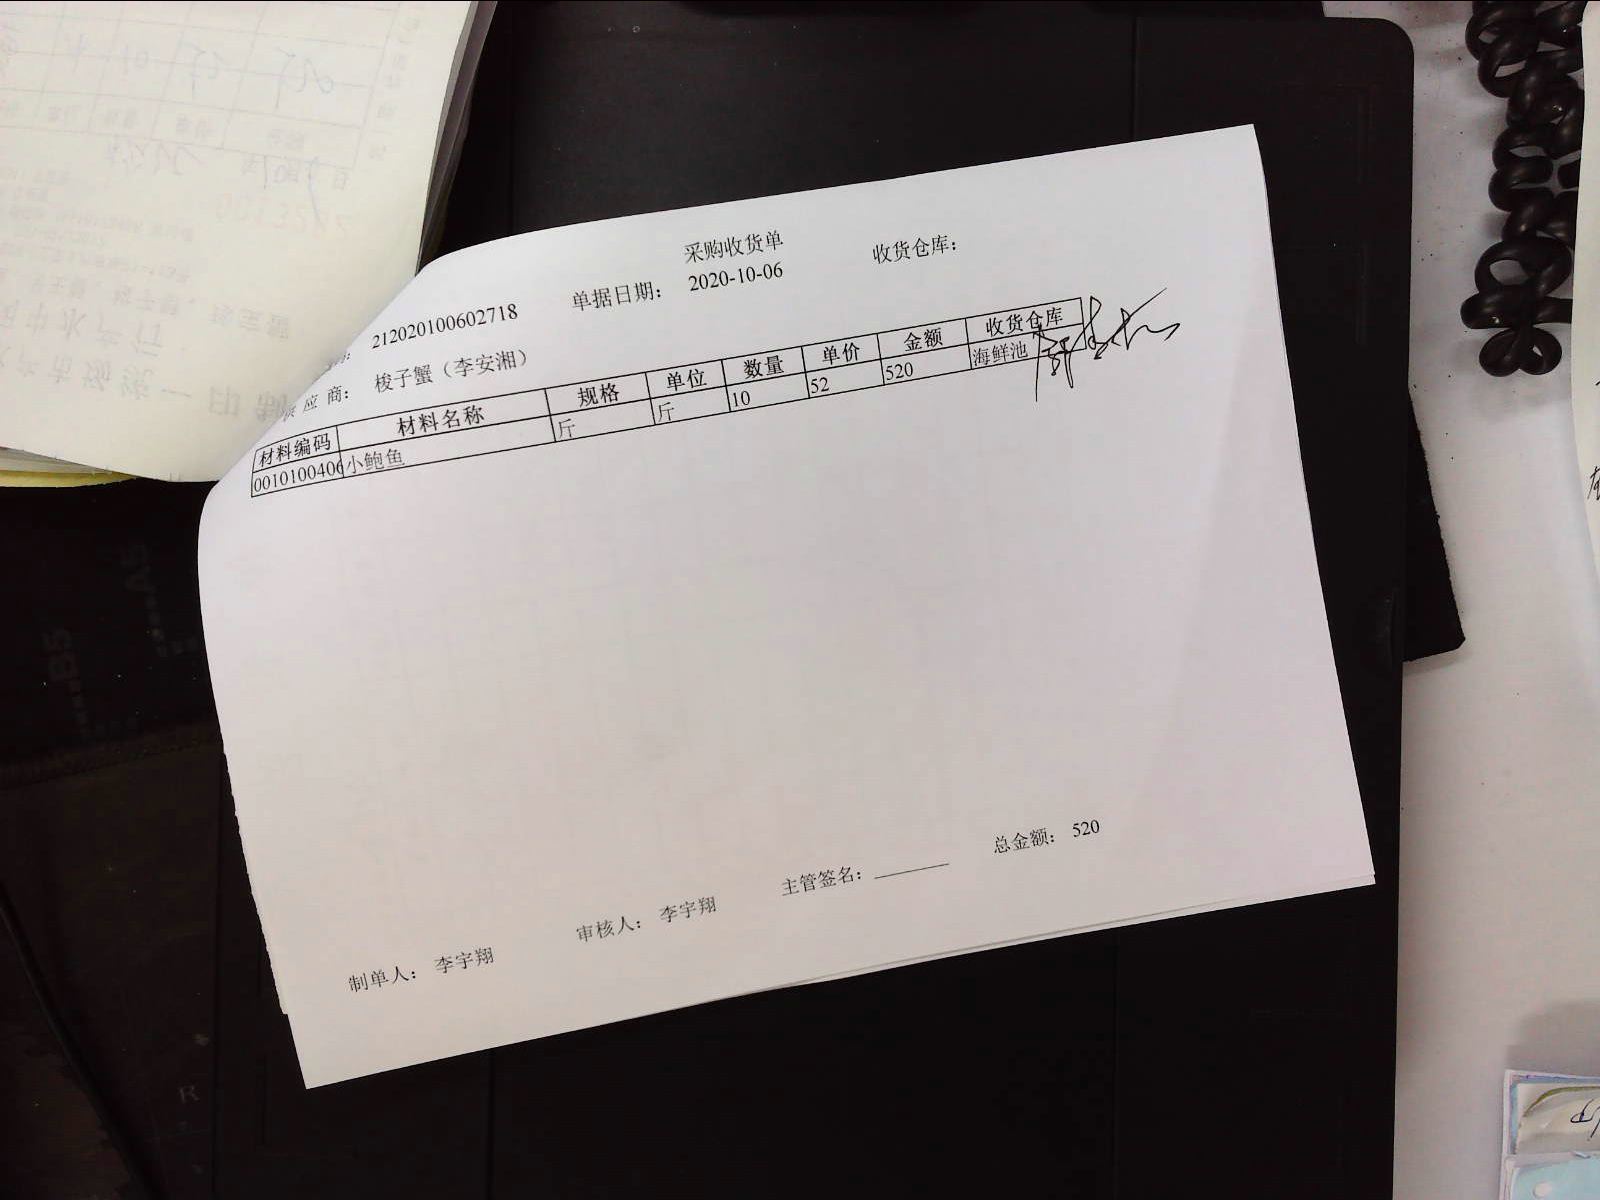 采购收货单
212020100602718 单据日期： 2020-10-06 收货仓库：
应商： 梭子蟹（李安湘）
材料编码 材料名称 规格 单位 数量 单价 金额 收货仓库
0010100406 小鲍鱼 斤 斤 10 52 520 海鲜池
制单人： 李宇翔 审核人： 李宇翔 主管签名： 总金额： 520